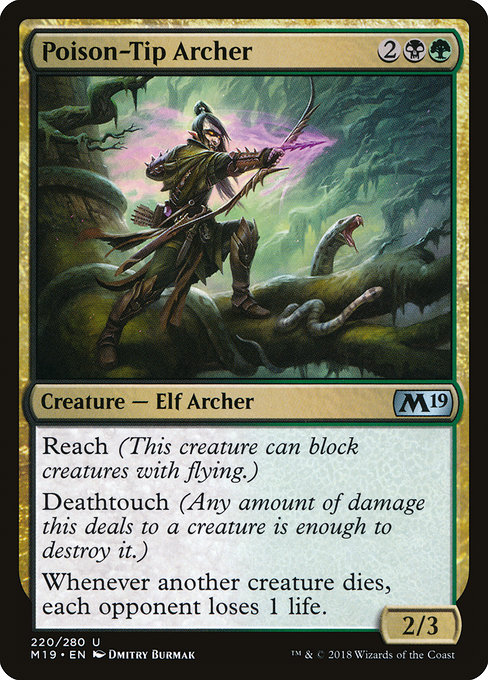 Poison-Tip Archer 2
Creature — Elf Archer M19
Reach (This creature can block
creatures with flying.)
Deathtouch (Any amount of damage
this deals to a creature is enough to
destroy it.)
Whenever another creature dies,
each opponent loses 1 life.
2/3
220/280 U
M19 • EN Dmitry Burmak ™ & © 2018 Wizards of the Coast